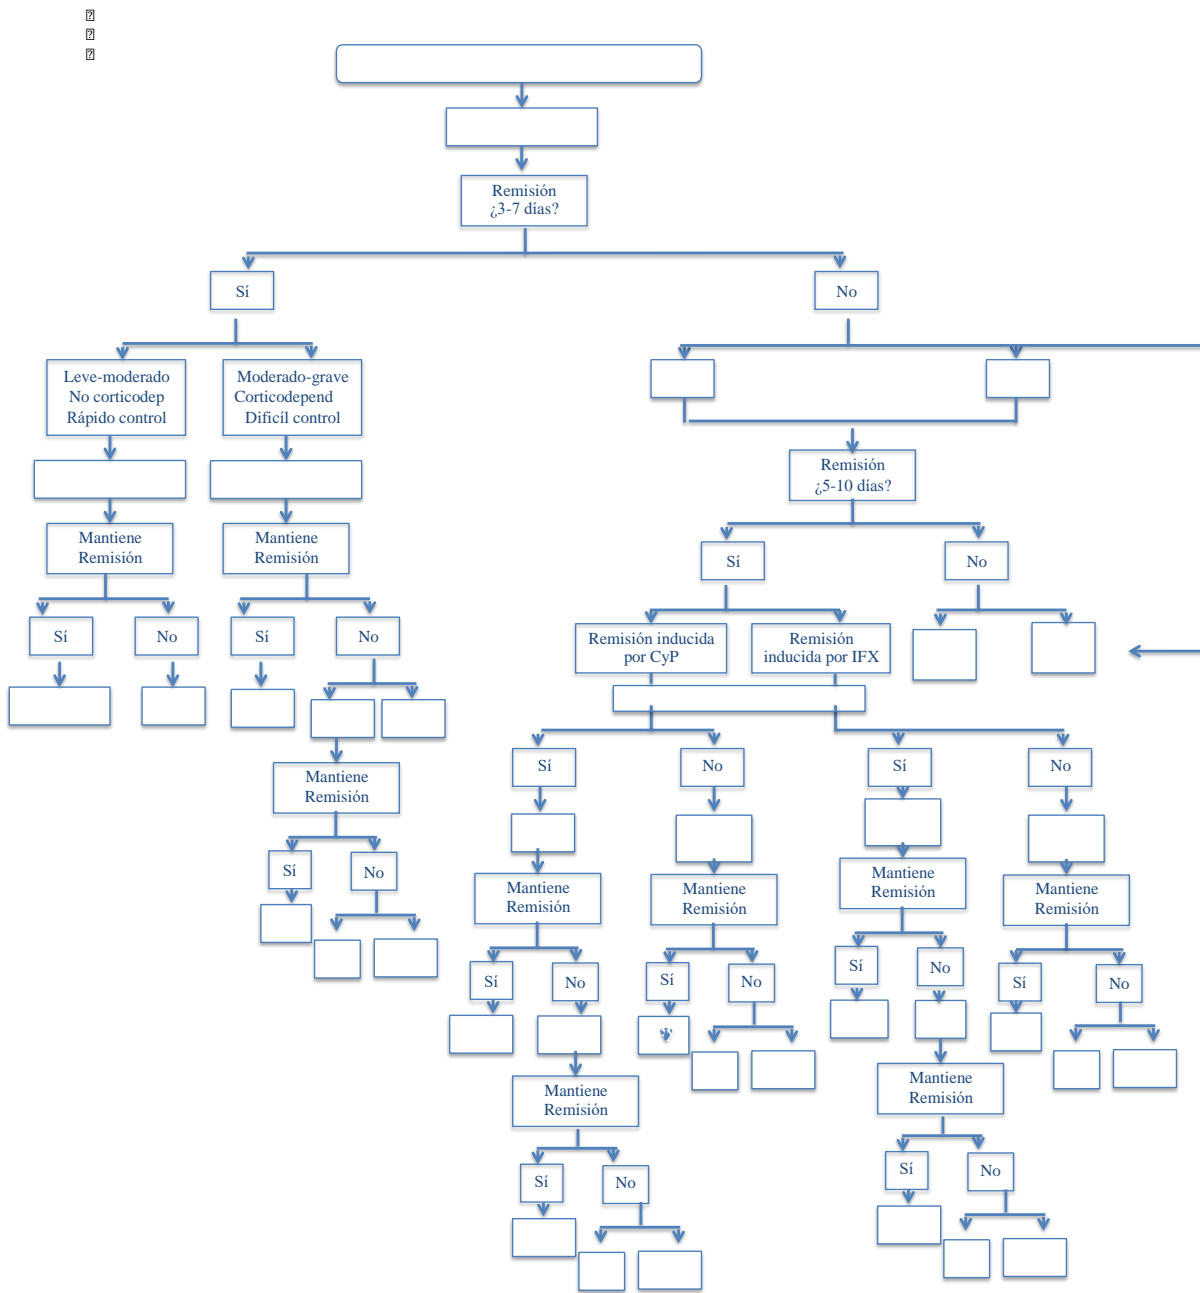 Remisión
¿3-7 días?
Sí
No
Leve-moderado
No corticodep
Rápido control
Moderado-grave
Corticodepend
Dificíl control
Remisión
¿5-10 días?
Mantiene
Remisión
Mantiene
Remisión
Sí
No
Sí
No
Sí
No
Remisión inducida
por CyP
Remisión
inducida por IFX
Mantiene
Remisión
Sí
No
Sí
No
Sí
No
Mantiene
Remisión
Mantiene
Remisión
Mantiene
Remisión
Mantiene
Remisión
Sí
No
Sí
No
Sí
No
Sí
No
Mantiene
Remisión
Mantiene
Remisión
Sí
No
Sí
No